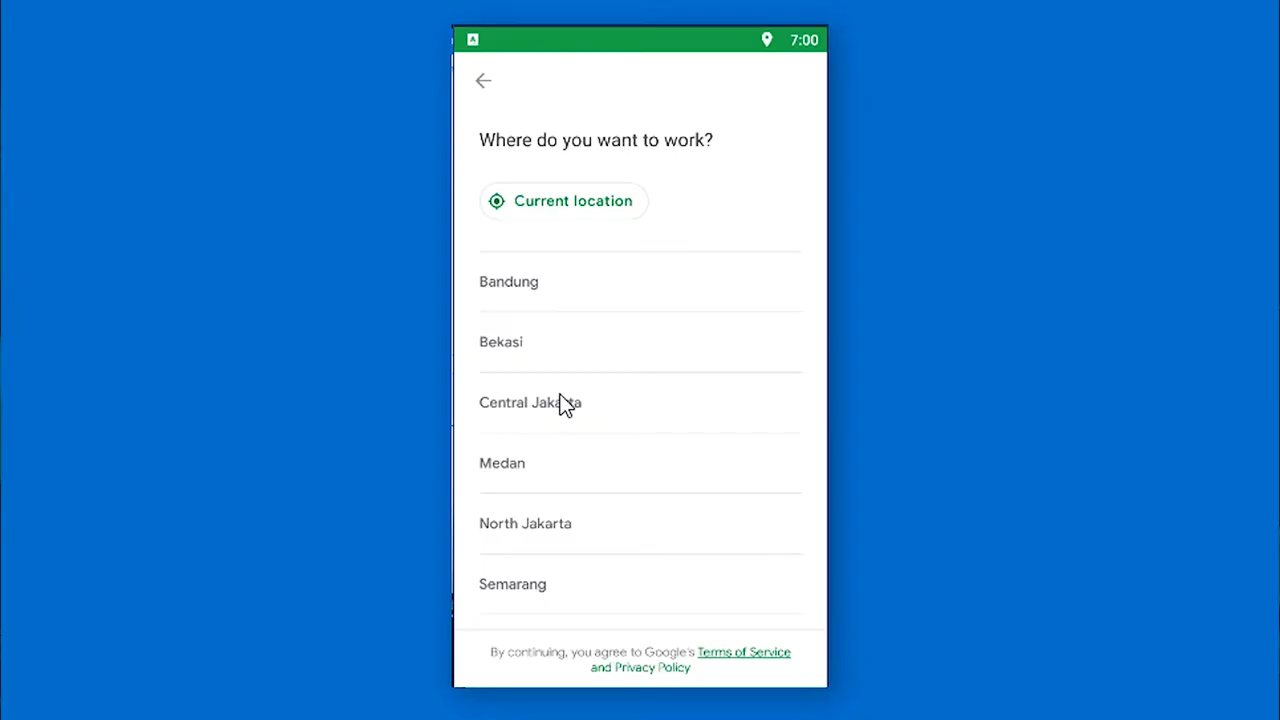 A
7:00
Where do you want to work?
Current location
Bandung
Bekasi
Central Jakarta
Medan
North Jakarta
Semarang
By continuing, you agree to Google's Terms of Service
and Privacy Policy